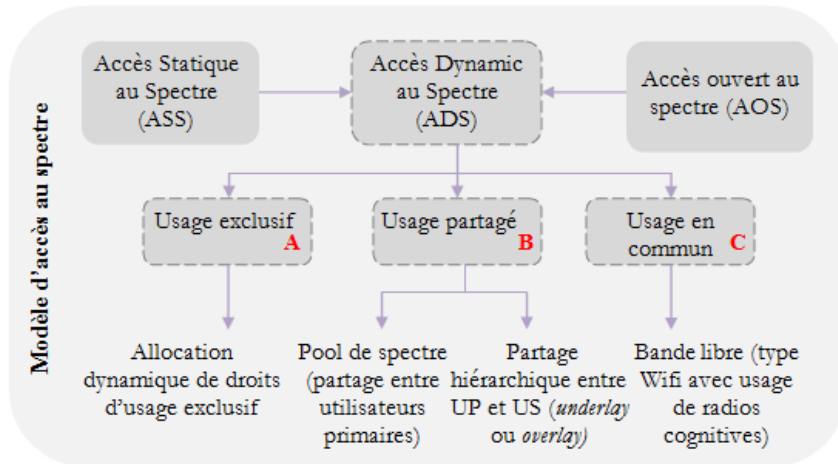 Modèle d'accès au spectre
Accès Statique
au Spectre
(ASS)
Accès Dynamic
au Spectre
(ADS)
Accès ouvert au
spectre (AOS)
Usage exclusif
A
Usage partagé
B
Usage en
commun C
Allocation
dynamique de droits
d'usage exclusif
Pool de spectre
(partage entre
utilisateurs
primaires)
Partage
hiérarchique entre
UP et US (underlay
ou overlay)
Bande libre (type
Wifi avec usage
de radios
cognitives)